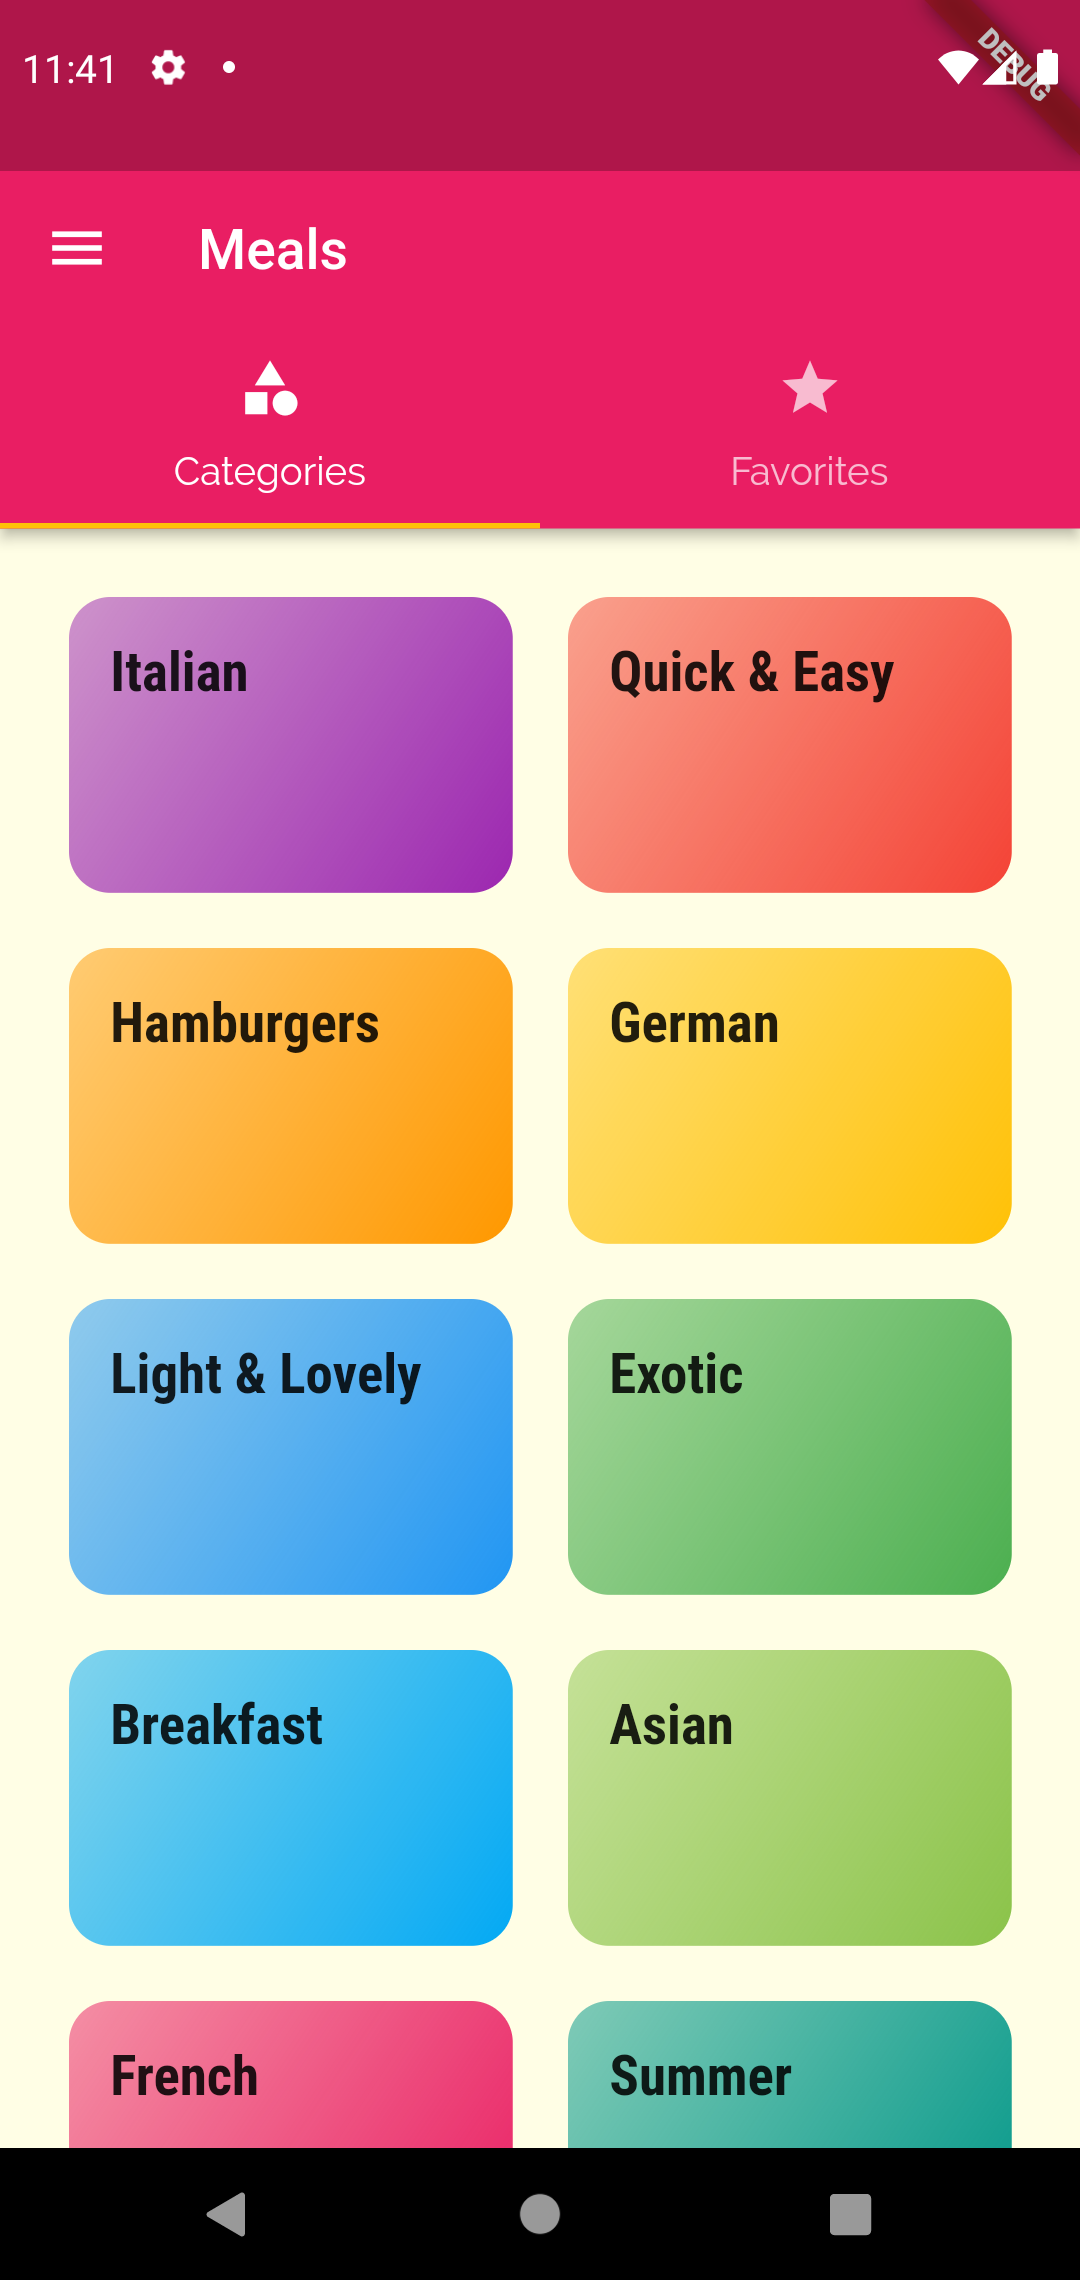 11:41
DEBUG
Meals
Categories
Favorites
Italian
Quick & Easy
Hamburgers
German
Light & Lovely
Exotic
Breakfast
Asian
French
Summer